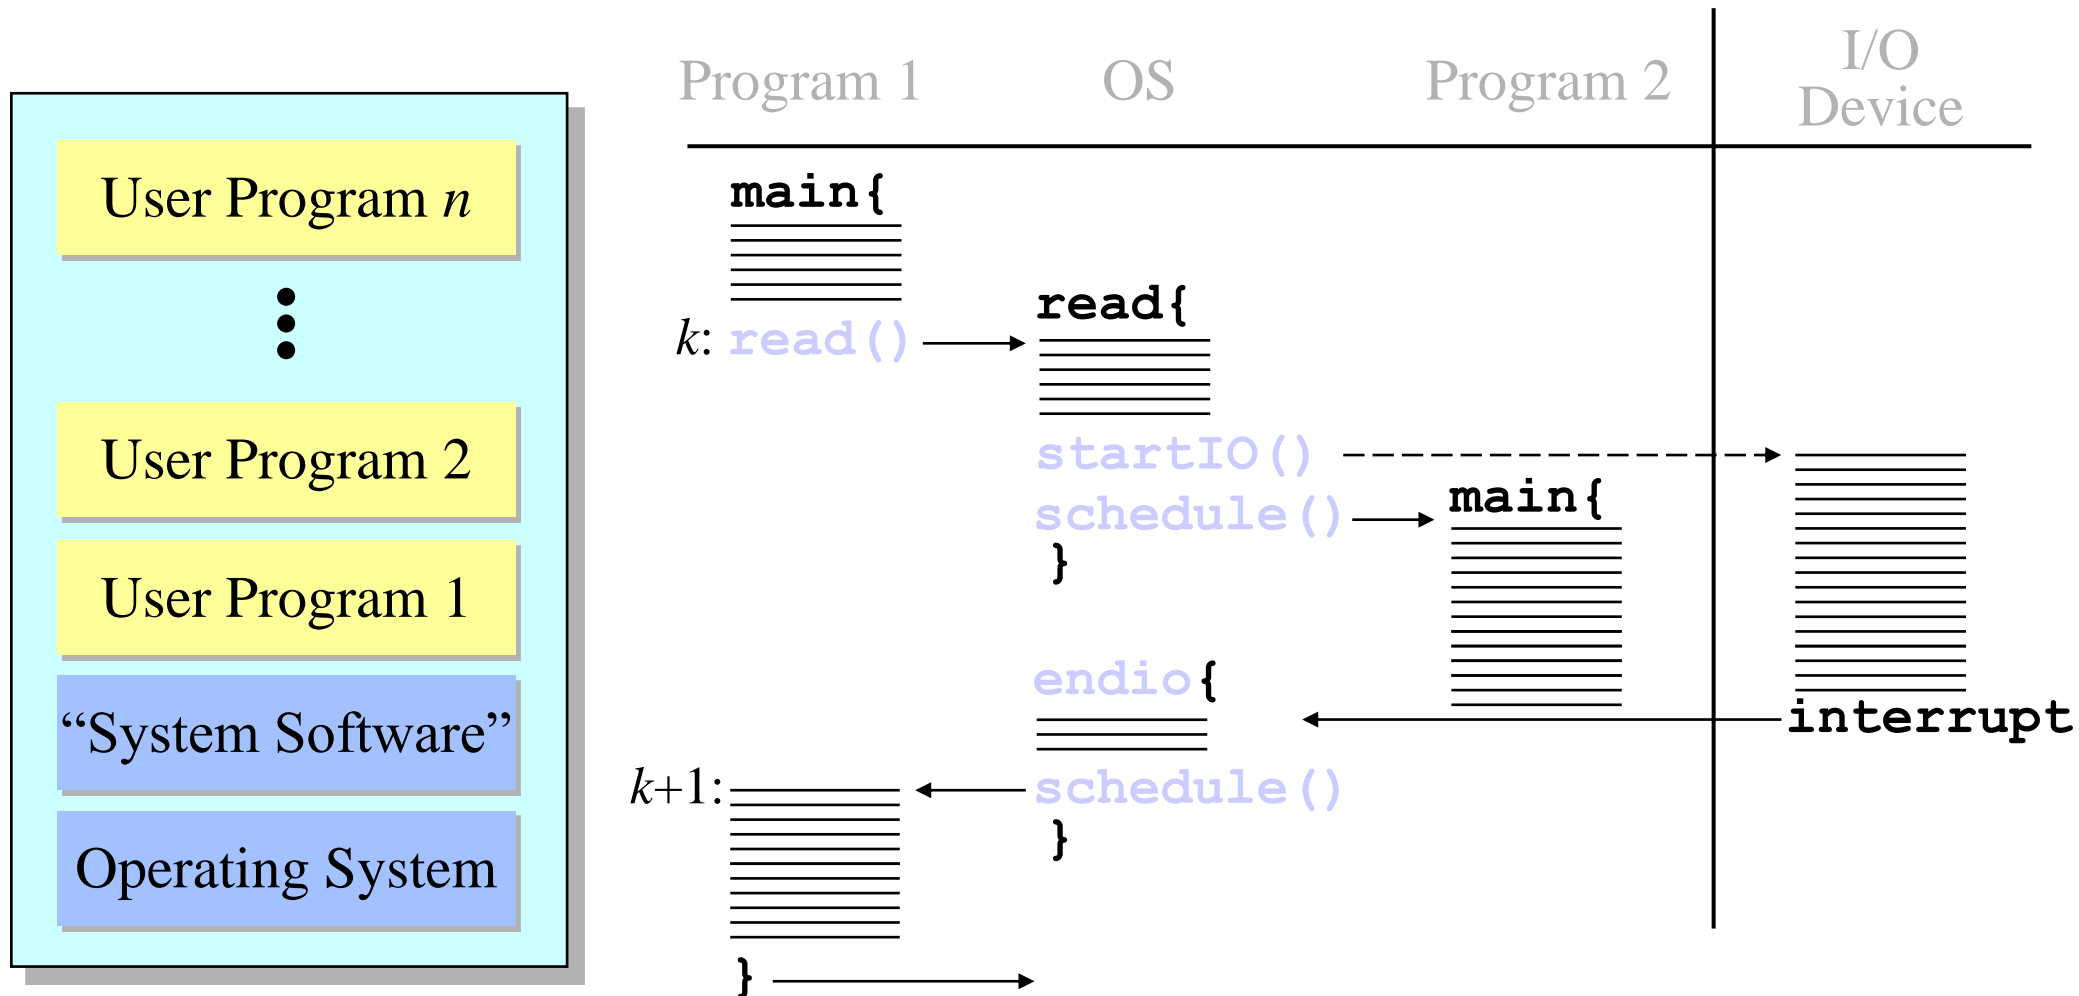 User Program n
User Program 2
User Program 1
“System Software”
Operating System
Program 1 OS Program 2 I/O Device
main{
read{
k: read()
startIO()
main{
schedule()
}
endio{
interrupt
k+1: schedule()
}
}